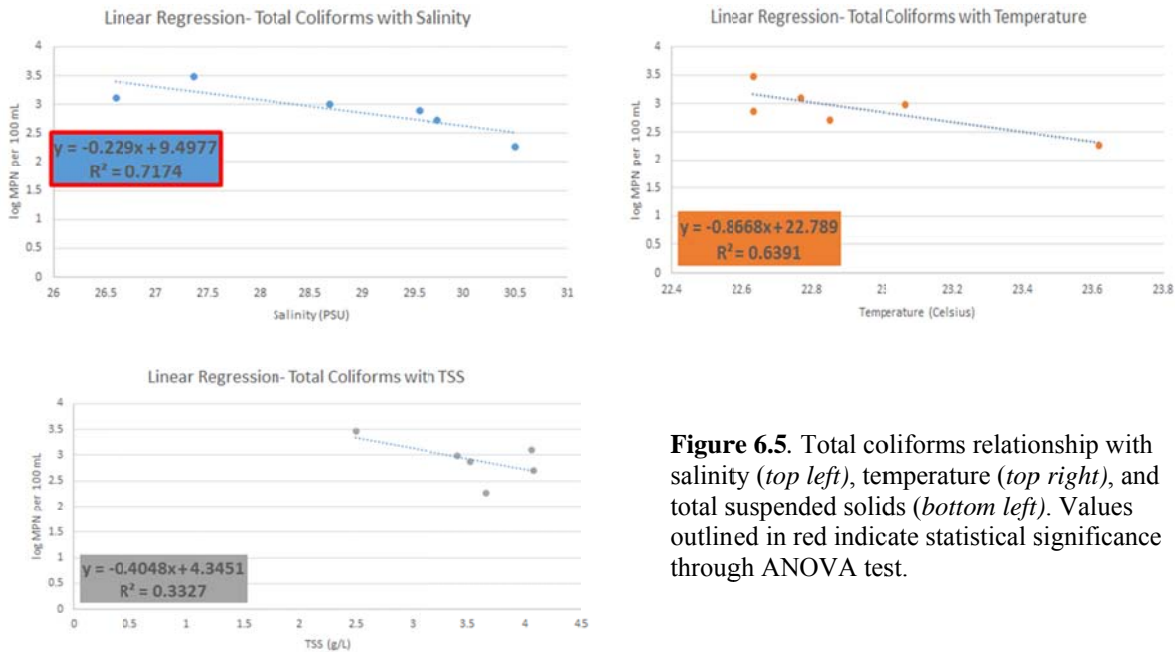 Linear Regression- Total Coliforms with Salinity
4
3.5
3
2.5
2
1.5
1
0.5
0
log MPN per 100 mL
y = -0.229x + 9.4977
R² = 0.7174
26 26.5 27 27.5 28 28.5 29 29.5 30 30.5 31
Salinity (PSU)
Linear Regression- Total Coliforms with Temperature
4
3.5
3
2.5
2
1.5
1
0.5
0
log MPN per 100 mL
y = -0.8668x + 22.789
R² = 0.6391
22.4 22.6 22.8 23 23.2 23.4 23.6 23.8
Temperature (Celsius)
Linear Regression- Total Coliforms with TSS
4
3.5
3
2.5
2
1.5
1
0.5
0
log MPN per 100 mL
y = -0.4048x + 4.3451
R² = 0.3327
0 0.5 1 1.5 2 2.5 3 3.5 4 4.5
TSS (g/L)
Figure 6.5. Total coliforms relationship with
salinity (top left), temperature (top right), and
total suspended solids (bottom left). Values
outlined in red indicate statistical significance
through ANOVA test.